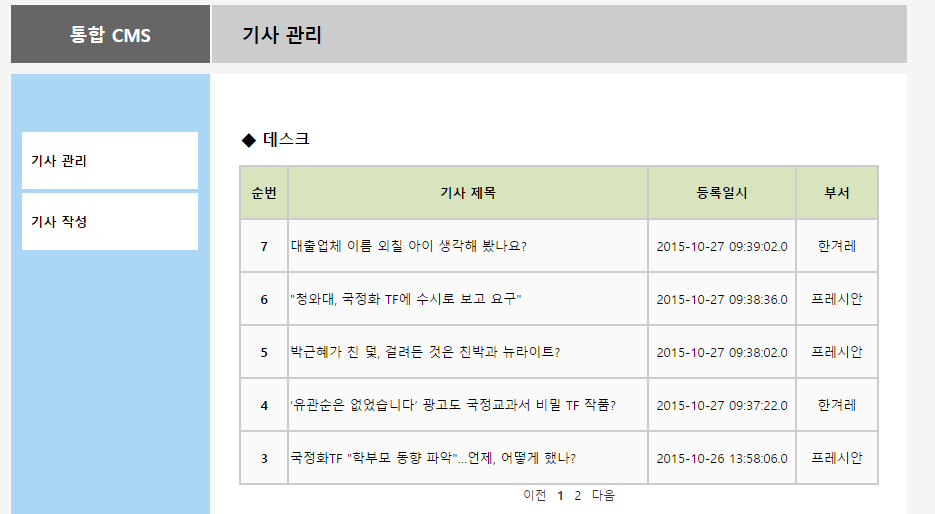 통합 CMS
기사 관리
기사 관리
기사 작성
◆ 데스크
순번 기사 제목 등록일시 부서
7 대출업체 이름 외칠 아이 생각해 봤나요? 2015-10-27 09:39:02.0 한겨레
6 "청와대, 국정화 TF에 수시로 보고 요구" 2015-10-27 09:38:36.0 프레시안
5 박근혜가 친 덫, 걸려든 것은 친박과 뉴라이트? 2015-10-27 09:38:02.0 프레시안
4 '유관순은 없었습니다' 광고도 국정교과서 비밀 TF 작품? 2015-10-27 09:37:22.0 한겨레
3 국정화TF "학부모 동향 파악"...언제, 어떻게 했나? 2015-10-26 13:58:06.0 프레시안
이전 1 2 다음